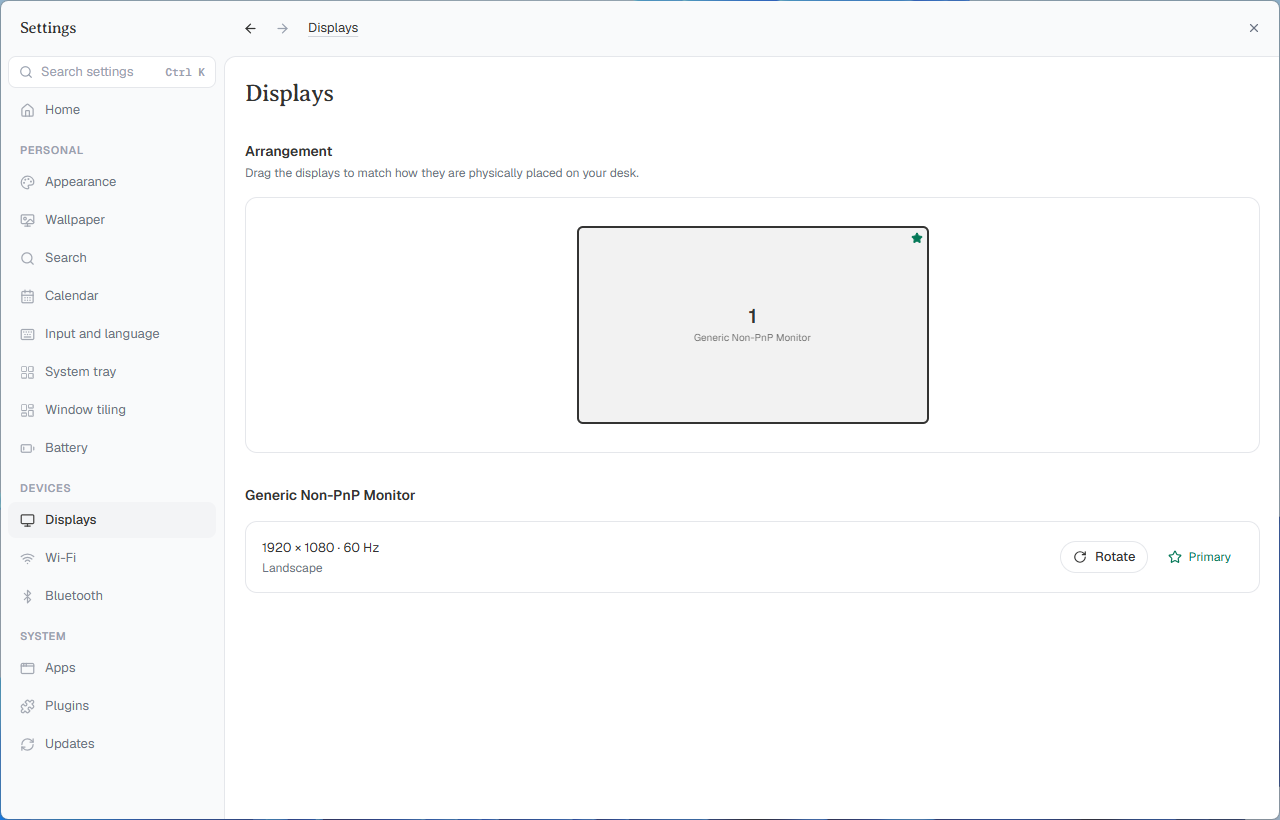 Settings
Displays
Search settings Ctrl K
Home
PERSONAL
Appearance
Wallpaper
Search
Calendar
Input and language
System tray
Window tiling
Battery
DEVICES
Displays
Wi-Fi
Bluetooth
SYSTEM
Apps
Plugins
Updates
Displays
Arrangement
Drag the displays to match how they are physically placed on your desk.
1
Generic Non-PnP Monitor
Generic Non-PnP Monitor
1920 × 1080 · 60 Hz
Landscape
Rotate
Primary